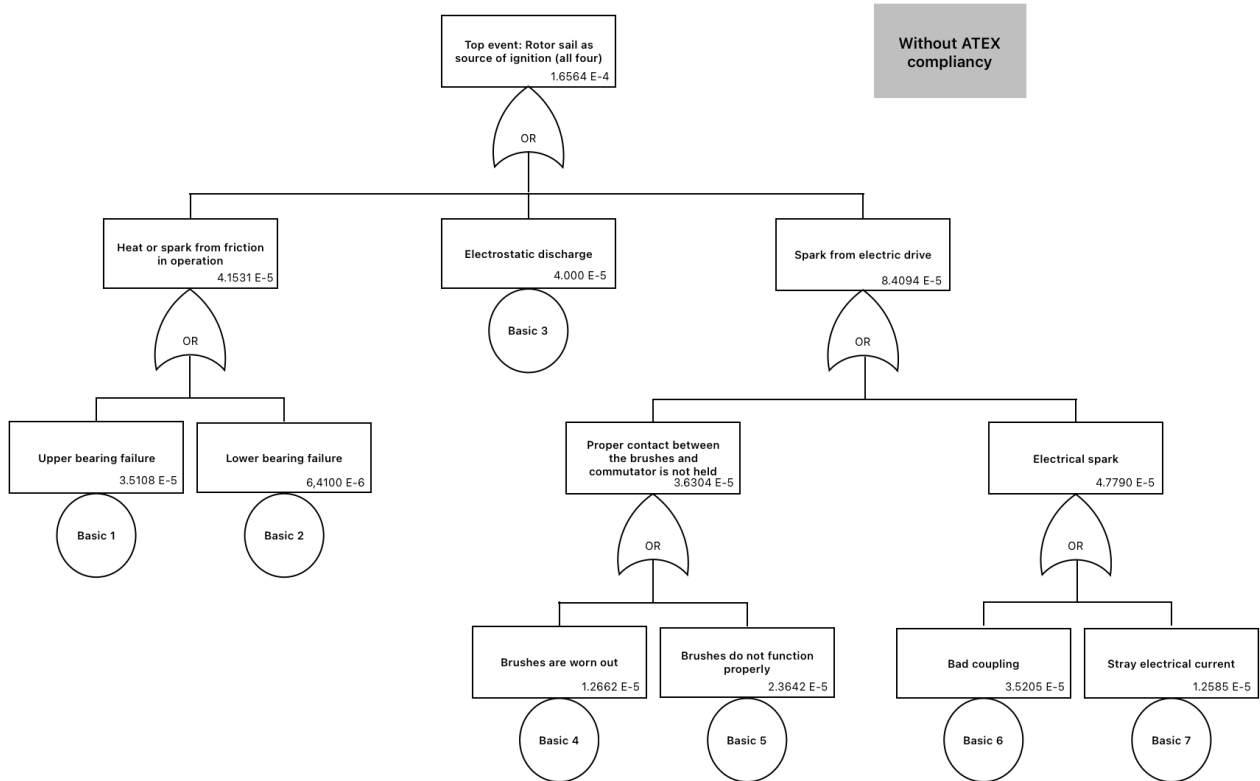 Top event: Rotor sail as
source of ignition (all four)
1.6564 E-4
Without ATEX
compliancy
OR
Heat or spark from friction
in operation
4.1531 E-5
Electrostatic discharge
4.000 E-5
Spark from electric drive
8.4094 E-5
Basic 3
OR
OR
Upper bearing failure
3.5108 E-5
Lower bearing failure
6,4100 E-6
Proper contact between
the brushes and
commutator is not held
3.6304 E-5
Electrical spark
4.7790 E-5
Basic 1
Basic 2
OR
OR
Brushes are worn out
1.2662 E-5
Brushes do not function
properly
2.3642 E-5
Bad coupling
3.5205 E-5
Stray electrical current
1.2585 E-5
Basic 4
Basic 5
Basic 6
Basic 7